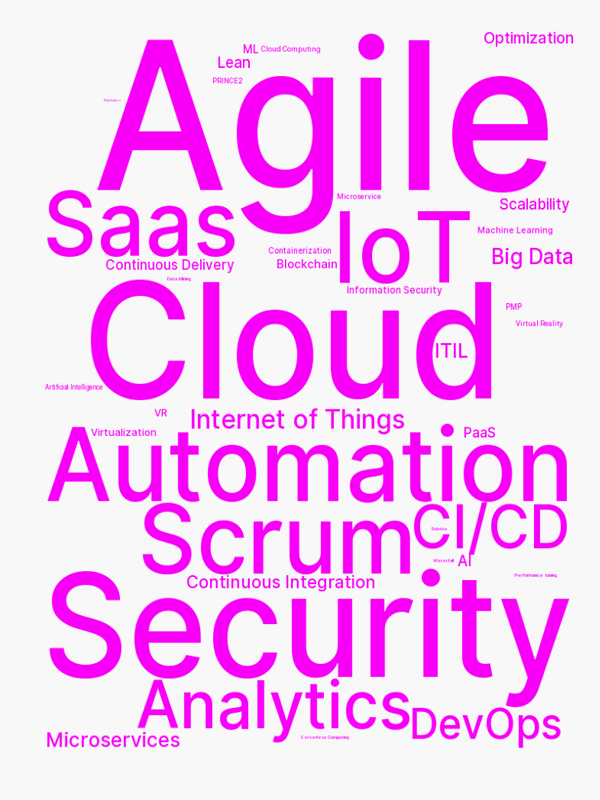 Optimization
ML
Cloud Computing
Lean
PRINCE2
Agile
Microservice
Scalability
SaaS
IoT
Machine Learning
Containerization
Big Data
Continuous Delivery
Blockchain
Data Mining
Information Security
Cloud
PMP
Virtual Reality
ITIL
Artificial Intelligence
VR
Internet of Things
Virtualization
PaaS
Automation
Scrum
CI/CD
Robotics
Waterfall
AI
Performance tuning
Continuous Integration
Security
Analytics
DevOps
Serverless Computing
Microservices